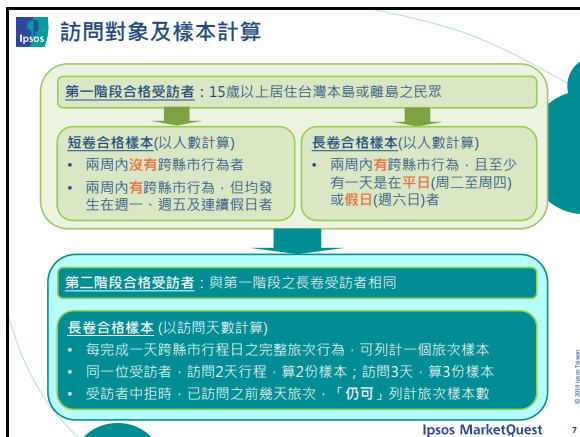 Ipsos
訪問對象及樣本計算
第一階段合格受訪者：15歲以上居住台灣本島或離島之民眾
短卷合格樣本(以人數計算)
• 兩周內沒有跨縣市行為者
• 兩周內有跨縣市行為，但均發
生在週一、週五及連續假日者
長卷合格樣本(以人數計算)
• 兩周內有跨縣市行為，且至少
有一天是在平日(周二至周四)
或假日(週六日)者
第二階段合格受訪者：與第一階段之長卷受訪者相同
長卷合格樣本 (以訪問天數計算)
• 每完成一天跨縣市行程日之完整旅次行為，可列計一個旅次樣本
• 同一位受訪者，訪問2天行程，算2份樣本；訪問3天，算3份樣本
• 受訪者中拒時，已訪問之前幾天旅次，「仍可」列計旅次樣本數
© 2014 Ipsos Taiwan
Ipsos MarketQuest
7